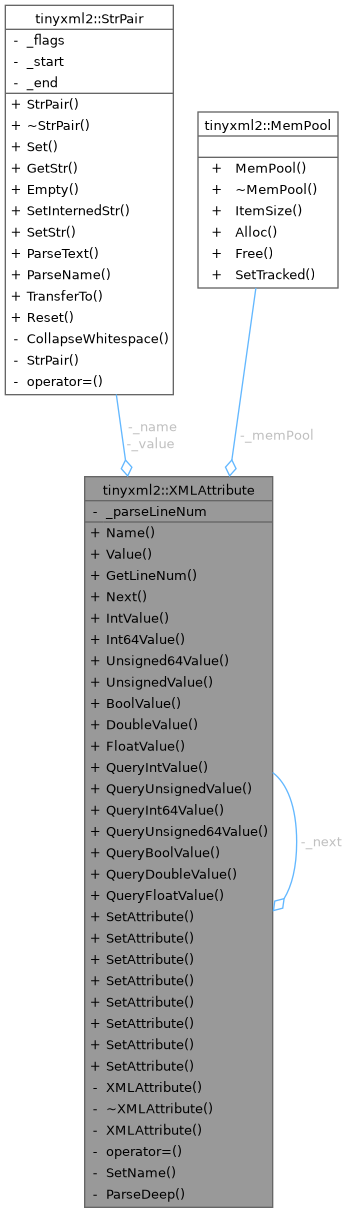 tinyxml2::StrPair
- _flags
- _start
- _end
+ StrPair()
+ ~StrPair()
+ Set()
+ GetStr()
+ Empty()
+ SetInternedStr()
+ SetStr()
+ ParseText()
+ ParseName()
+ TransferTo()
+ Reset()
- CollapseWhitespace()
- StrPair()
- operator=()
tinyxml2::MemPool
+ MemPool()
+ ~MemPool()
+ ItemSize()
+ Alloc()
+ Free()
+ SetTracked()
-_name
-_value
-_memPool
tinyxml2::XMLAttribute
- _parseLineNum
+ Name()
+ Value()
+ GetLineNum()
+ Next()
+ IntValue()
+ Int64Value()
+ Unsigned64Value()
+ UnsignedValue()
+ BoolValue()
+ DoubleValue()
+ FloatValue()
+ QueryIntValue()
+ QueryUnsignedValue()
+ QueryInt64Value()
+ QueryUnsigned64Value()
+ QueryBoolValue()
+ QueryDoubleValue()
+ QueryFloatValue()
+ SetAttribute()
+ SetAttribute()
+ SetAttribute()
+ SetAttribute()
+ SetAttribute()
+ SetAttribute()
+ SetAttribute()
+ SetAttribute()
- XMLAttribute()
- ~XMLAttribute()
- XMLAttribute()
- operator=()
- SetName()
- ParseDeep()
-_next